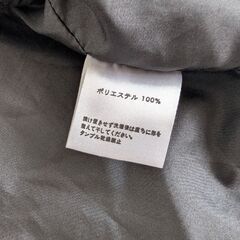 ポリエステル 100%
濡け置きせず洗濯後は直ちに形を
整えて干してください
タンブル乾燥禁止